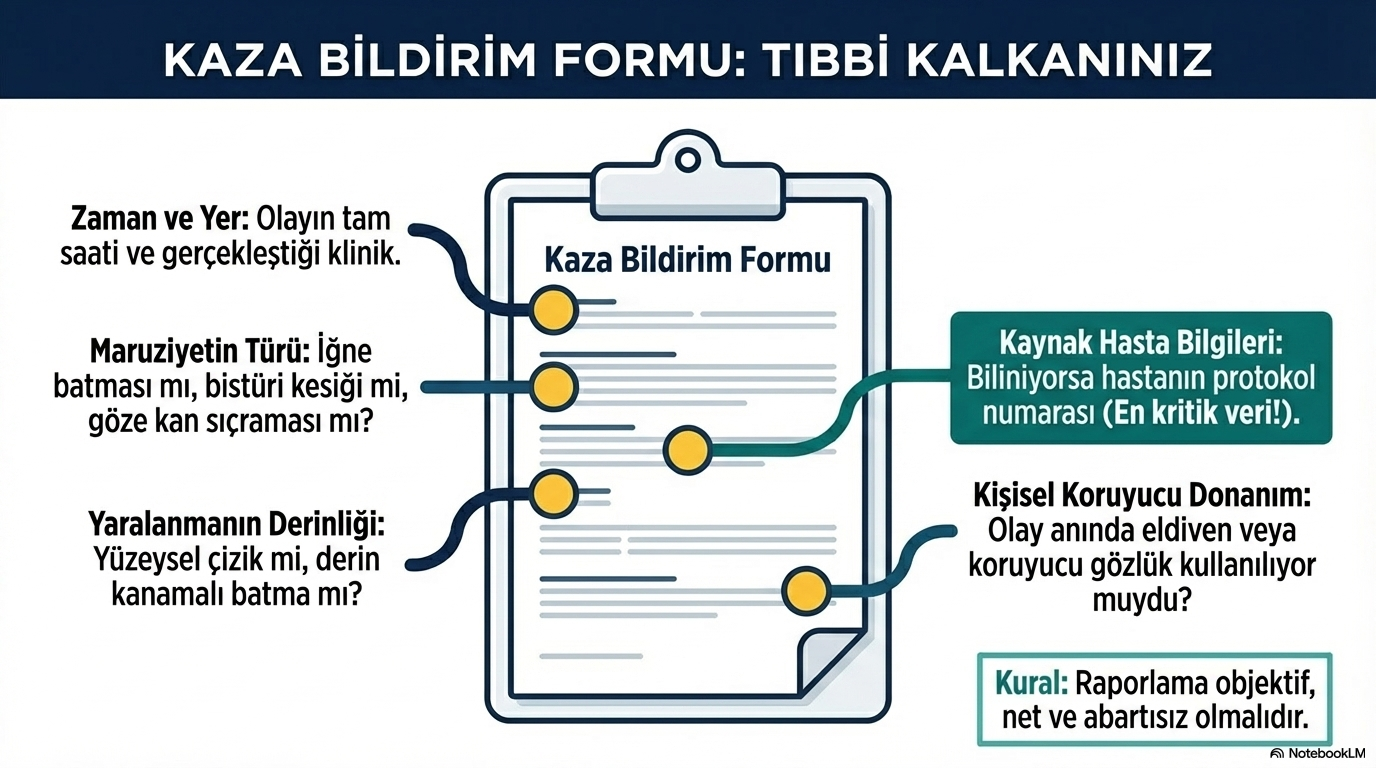 KAZA BİLDİRİM FORMU: TIBBİ KALKANINIZ
Zaman ve Yer: Olayın tam
saati ve gerçekleştiği klinik.
Maruziyetin Türü: İğne
batması mı, bistüri kesiği mi,
göze kan sıçraması mı?
Yaralanmanın Derinliği:
Yüzeysel çizik mi, derin
kanamalı batma mı?
Kaza Bildirim Formu
Kaynak Hasta Bilgileri:
Biliniyorsa hastanın protokol
numarası (En kritik veri!).
Kişisel Koruyucu Donanım:
Olay anında eldiven veya
koruyucu gözlük kullanılıyor
muydu?
Kural: Raporlama objektif,
net ve abartısız olmalıdır.
NotebookLM